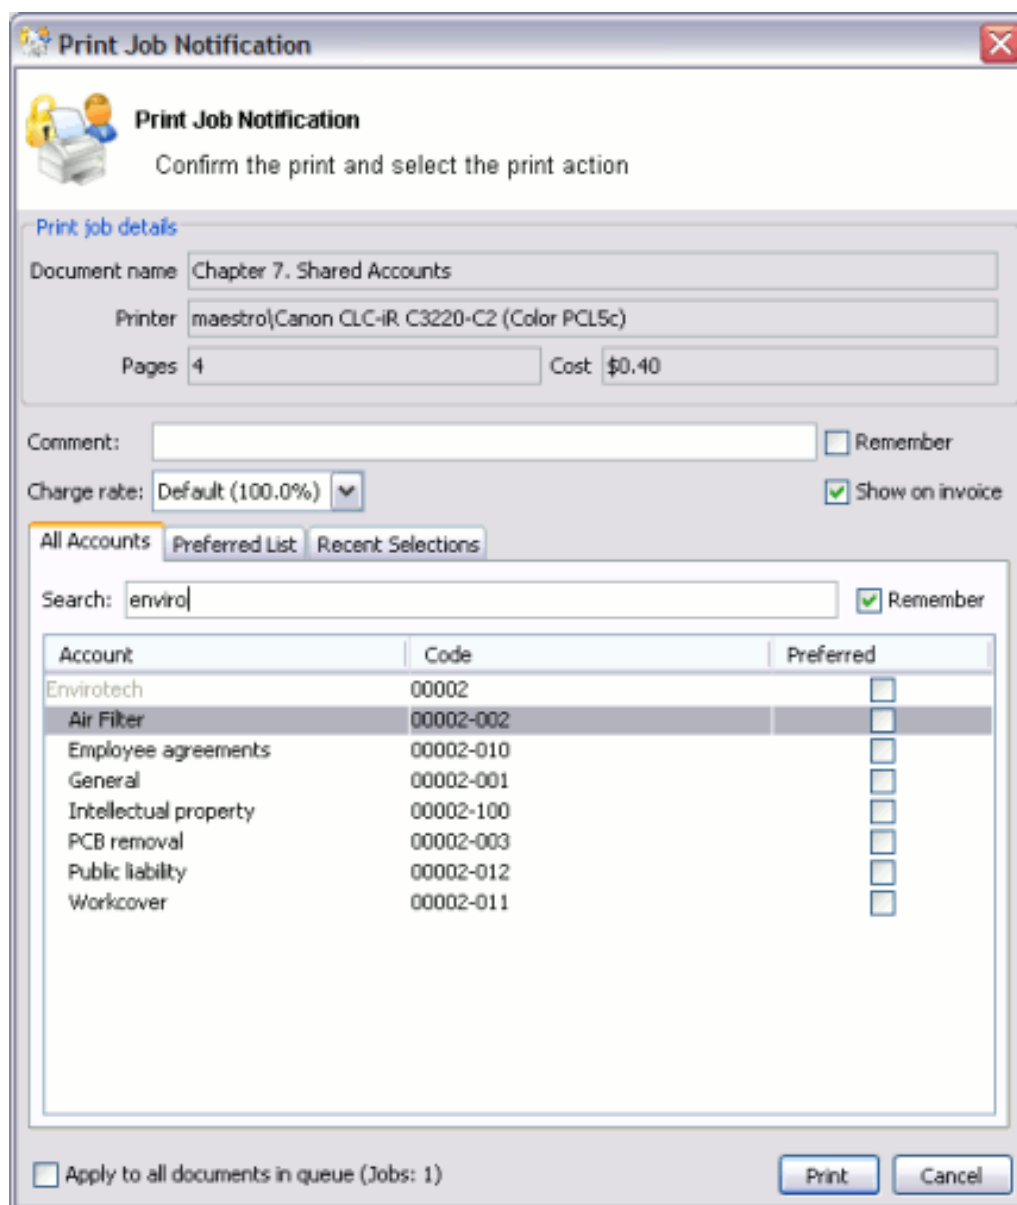 Print Job Notification
Print Job Notification
Confirm the print and select the print action
Print job details
Document name Chapter 7. Shared Accounts
Printer maestro\Canon CLC-iR C3220-C2 (Color PCL5c)
Pages 4 Cost $0.40
Comment: Remember
Charge rate: Default (100.0%) Show on invoice
All Accounts Preferred List Recent Selections
Search: enviro Remember
Account Code Preferred
Envirotech 00002
Air Filter 00002-002
Employee agreements 00002-010
General 00002-001
Intellectual property 00002-100
PCB removal 00002-003
Public liability 00002-012
Workcover 00002-011
Apply to all documents in queue (Jobs: 1) Print Cancel